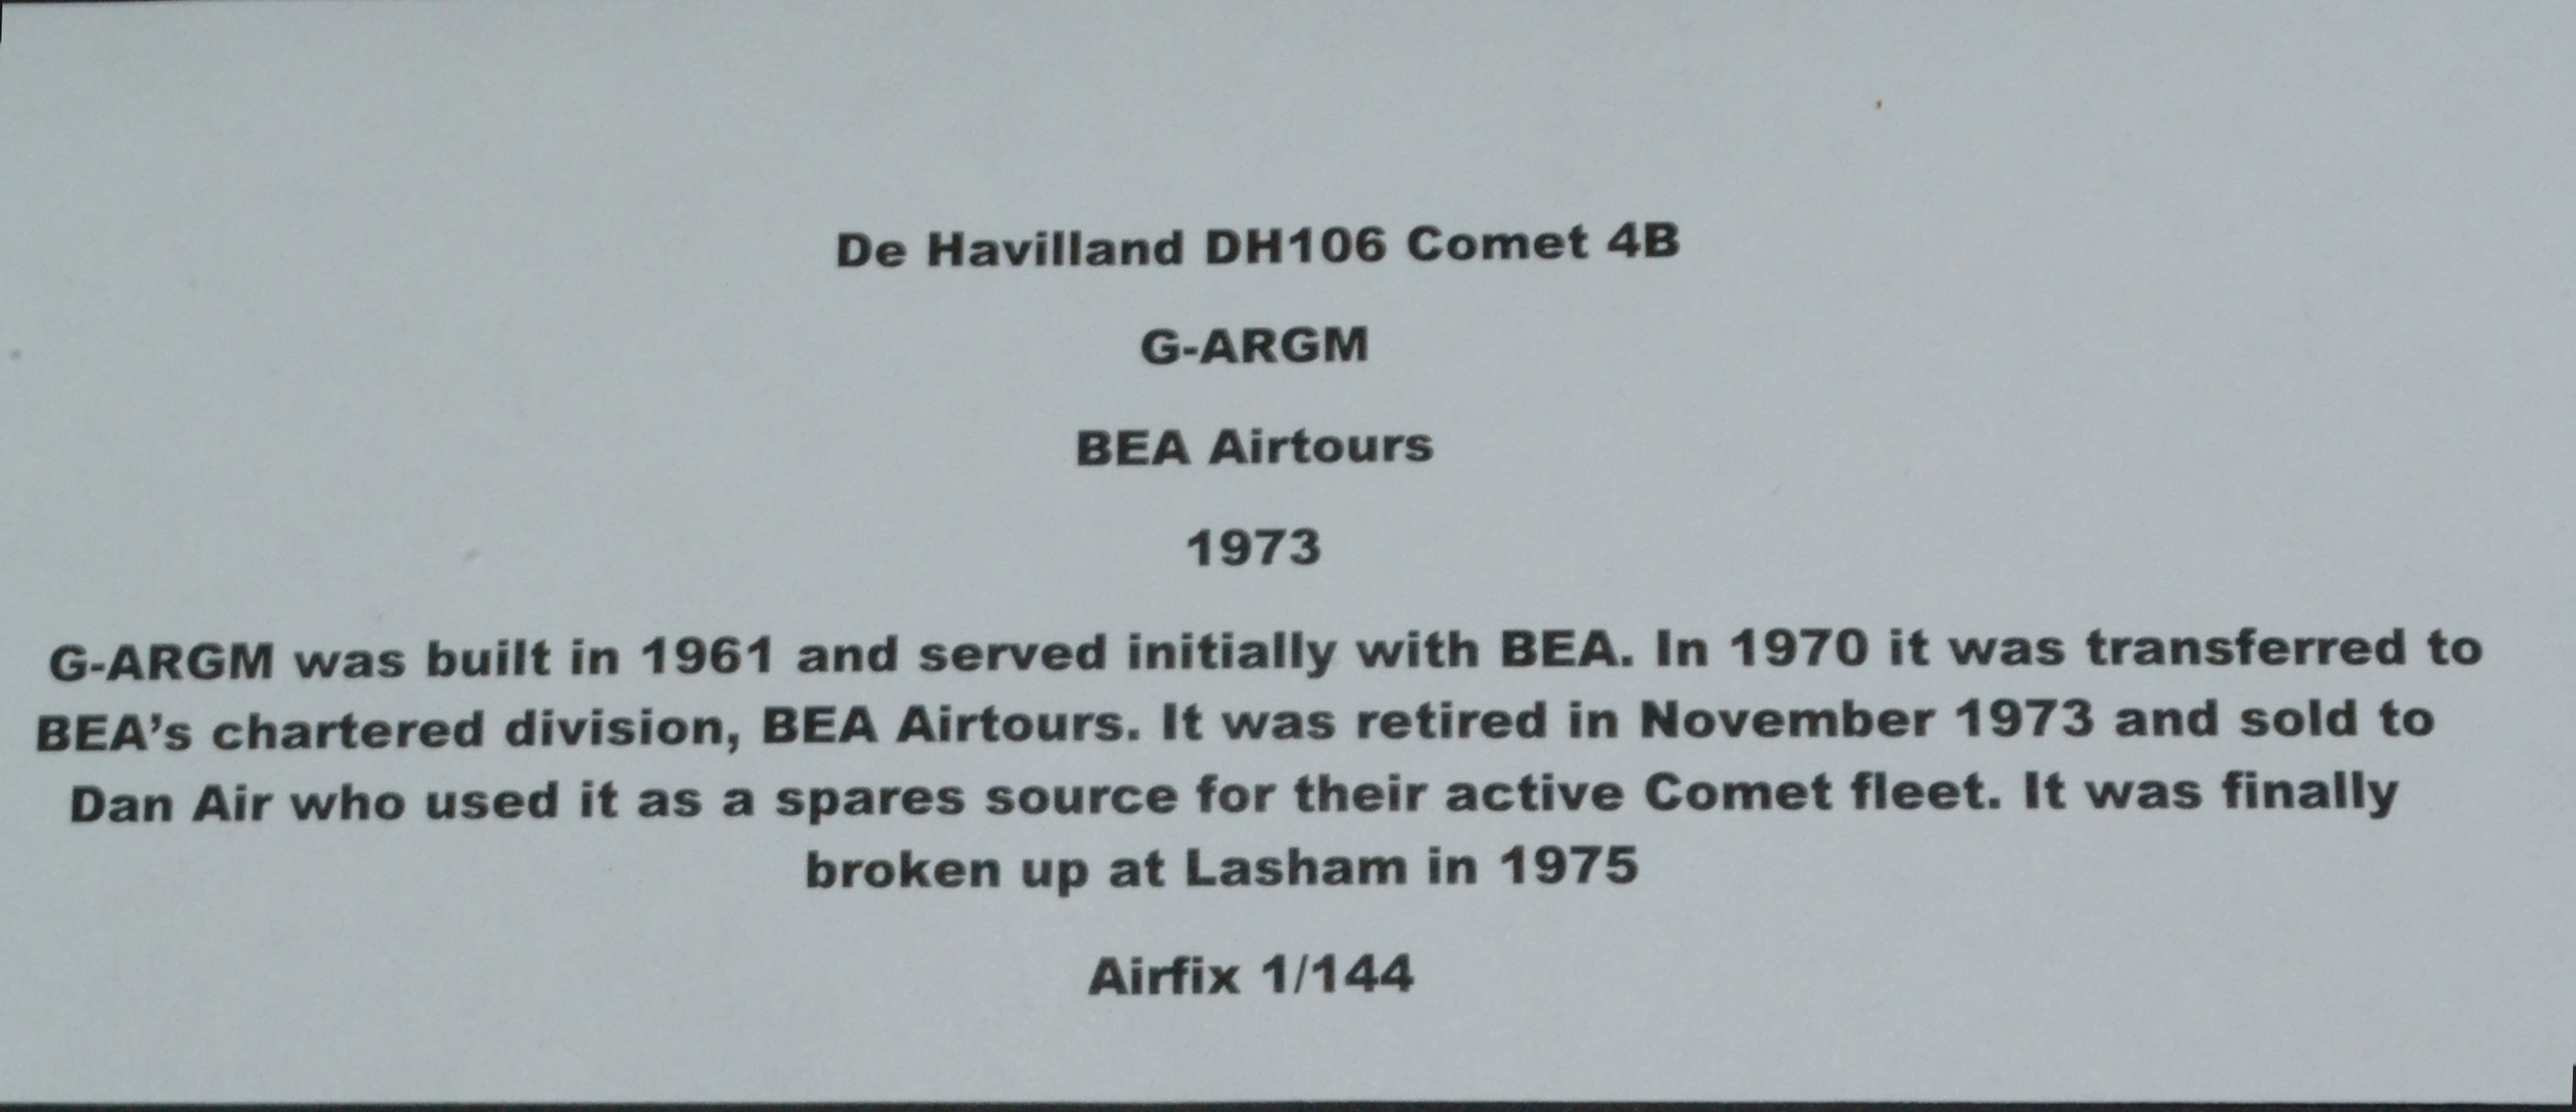 De Havilland DH106 Comet 4B
G-ARGM
BEA Airtours
1973
G-ARGM was built in 1961 and served initially with BEA. In 1970 it was transferred to
BEA’s chartered division, BEA Airtours. It was retired in November 1973 and sold to
Dan Air who used it as a spares source for their active Comet fleet. It was finally
broken up at Lasham in 1975
Airfix 1/144